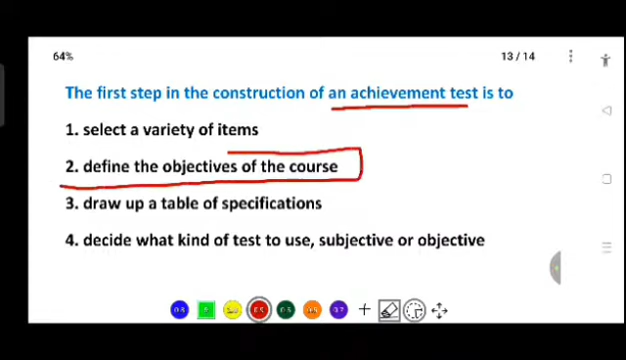 64%
13 / 14
The first step in the construction of an achievement test is to
1. select a variety of items
2. define the objectives of the course
3. draw up a table of specifications
4. decide what kind of test to use, subjective or objective